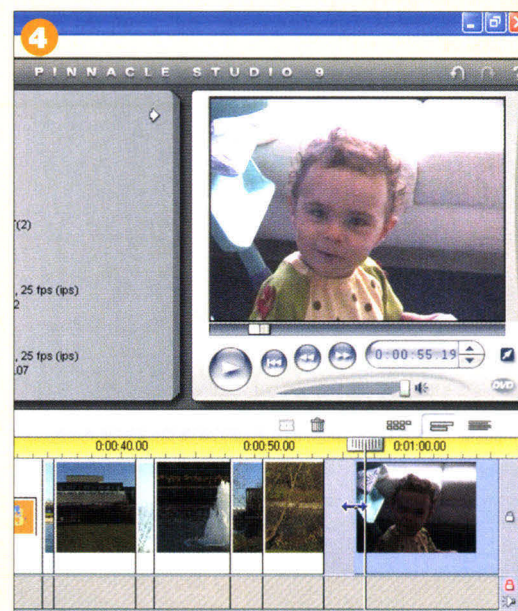 4
PINNACLE STUDIO 9
(2)
, 25 fps (ips)
2
, 25 fps (ips)
.07
0:00:55.19
DVD
0:00:40.00
0:00:50.00
0:01:00.00